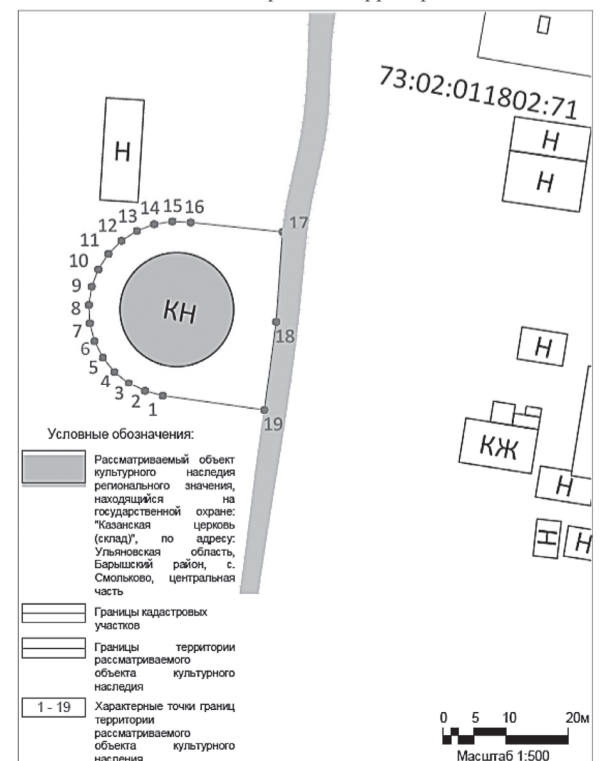 73:02:011802:71
Н
Н
Н
12 13 14 15 16
17
11
10
9
8
7
6
5
4
3
2
1
КН
18
19
Н
КЖ
Н
Н
Н
Условные обозначения:
Рассматриваемый объект
культурного наследия
регионального значения,
находящийся на
государственной охране:
"Казанская церковь
(склад)", по адресу:
Ульяновская область,
Барышский район, с.
Смольково, центральная
часть
Границы кадастровых
участков
Границы территории
рассматриваемого
объекта культурного
наследия
1 - 19
Характерные точки границ
территории
рассматриваемого
объекта культурного
наследия
0 5 10 20м
Масштаб 1:500